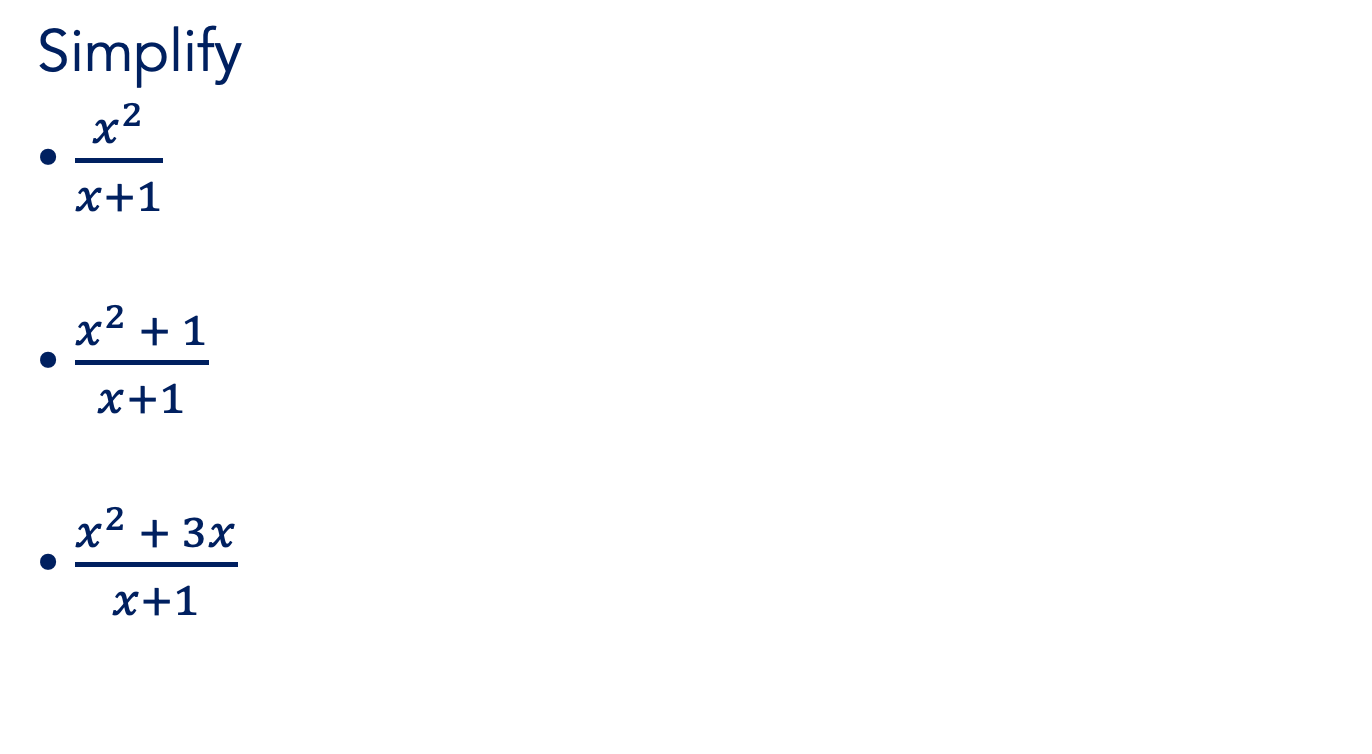 Simplify
• x²
x+1
• x² + 1
x+1
• x² + 3x
x+1